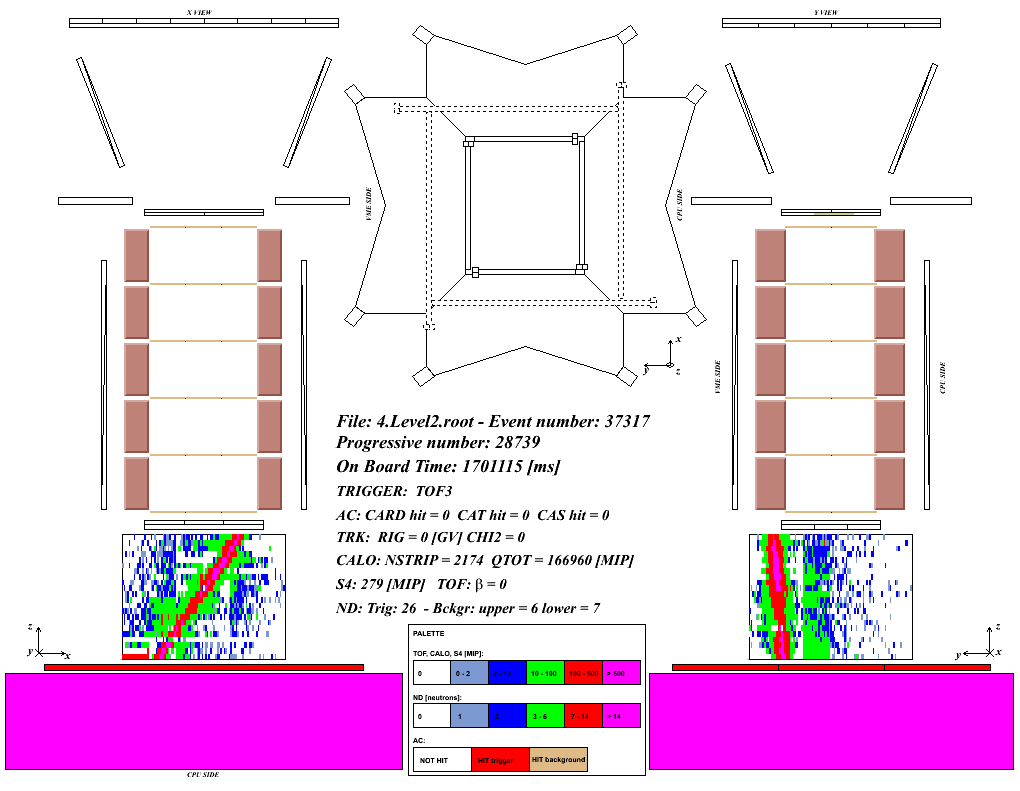 X VIEW
Y VIEW
VME SIDE
CPU SIDE
x
y
z
VME SIDE
CPU SIDE
File: 4.Level2.root - Event number: 37317
Progressive number: 28739
On Board Time: 1701115 [ms]
TRIGGER: TOF3
AC: CARD hit = 0 CAT hit = 0 CAS hit = 0
TRK: RIG = 0 [GV] CHI2 = 0
CALO: NSTRIP = 2174 QTOT = 166960 [MIP]
S4: 279 [MIP] TOF: β = 0
ND: Trig: 26 - Bckgr: upper = 6 lower = 7
z
y
x
z
y
x
PALETTE
TOF, CALO, S4 [MIP]:
0 0 - 2 2 - 10 10 - 100 100 - 500 > 500
ND [neutrons]:
0 1 2 3 - 6 7 - 14 > 14
AC:
NOT HIT HIT trigger HIT background
CPU SIDE